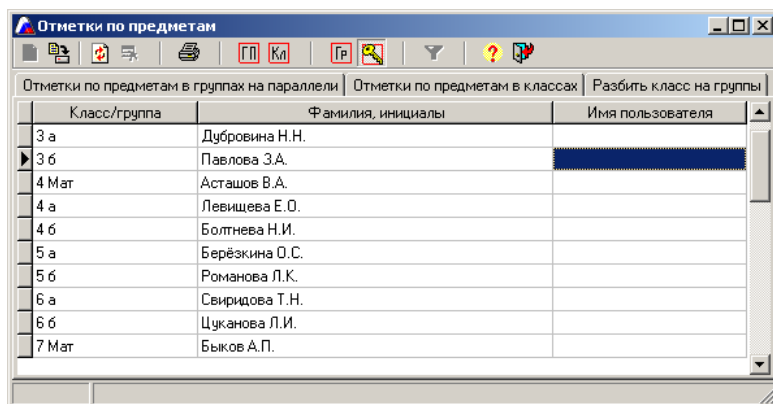 Отметки по предметам
ГП Кл Гр ?
Отметки по предметам в группах на параллели Отметки по предметам в классах Разбить класс на группы
Класс/группа Фамилия, инициалы Имя пользователя
3 а Дубровина Н.Н.
3 б Павлова З.А.
4 Мат Асташов В.А.
4 а Левищева Е.О.
4 б Болтнева Н.И.
5 а Берёзкина О.С.
5 б Романова Л.К.
6 а Свиридова Т.Н.
6 б Цуканова Л.И.
7 Мат Быков А.П.